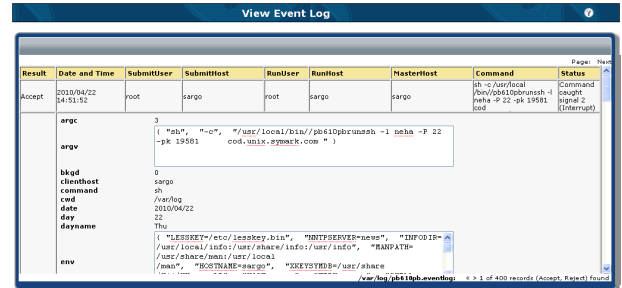 View Event Log
Page: Next
Result Date and Time SubmitUser SubmitHost RunUser RunHost MasterHost Command Status
Accept 2010/04/22 14:51:52 root sargo root sargo sargo sh -c /usr/local /bin//pb610pbrunssh -l neha -P 22 -pk 19581 cod Command caught signal 2 (Interrupt)
argc 3
argv { "sh", "-c", "/usr/local/bin//pb610pbrunssh -l neha -P 22
-pk 19581 cod.unix.symark.com " )
bkgd 0
clienthost sargo
command sh
cwd /var/log
date 2010/04/22
day 22
dayname Thu
env { "LESSKEY=/etc/lesskey.bin", "NNTPSERVER=news", "INFODIR=
/usr/local/info:/usr/share/info:/usr/info", "MANPATH=
/usr/share/man:/usr/local
/man", "HOSTNAME=sargo", "XKEYSYMDB=/usr/share
/var/log/pb610pb.eventlog: < > 1 of 400 records (Accept, Reject) found